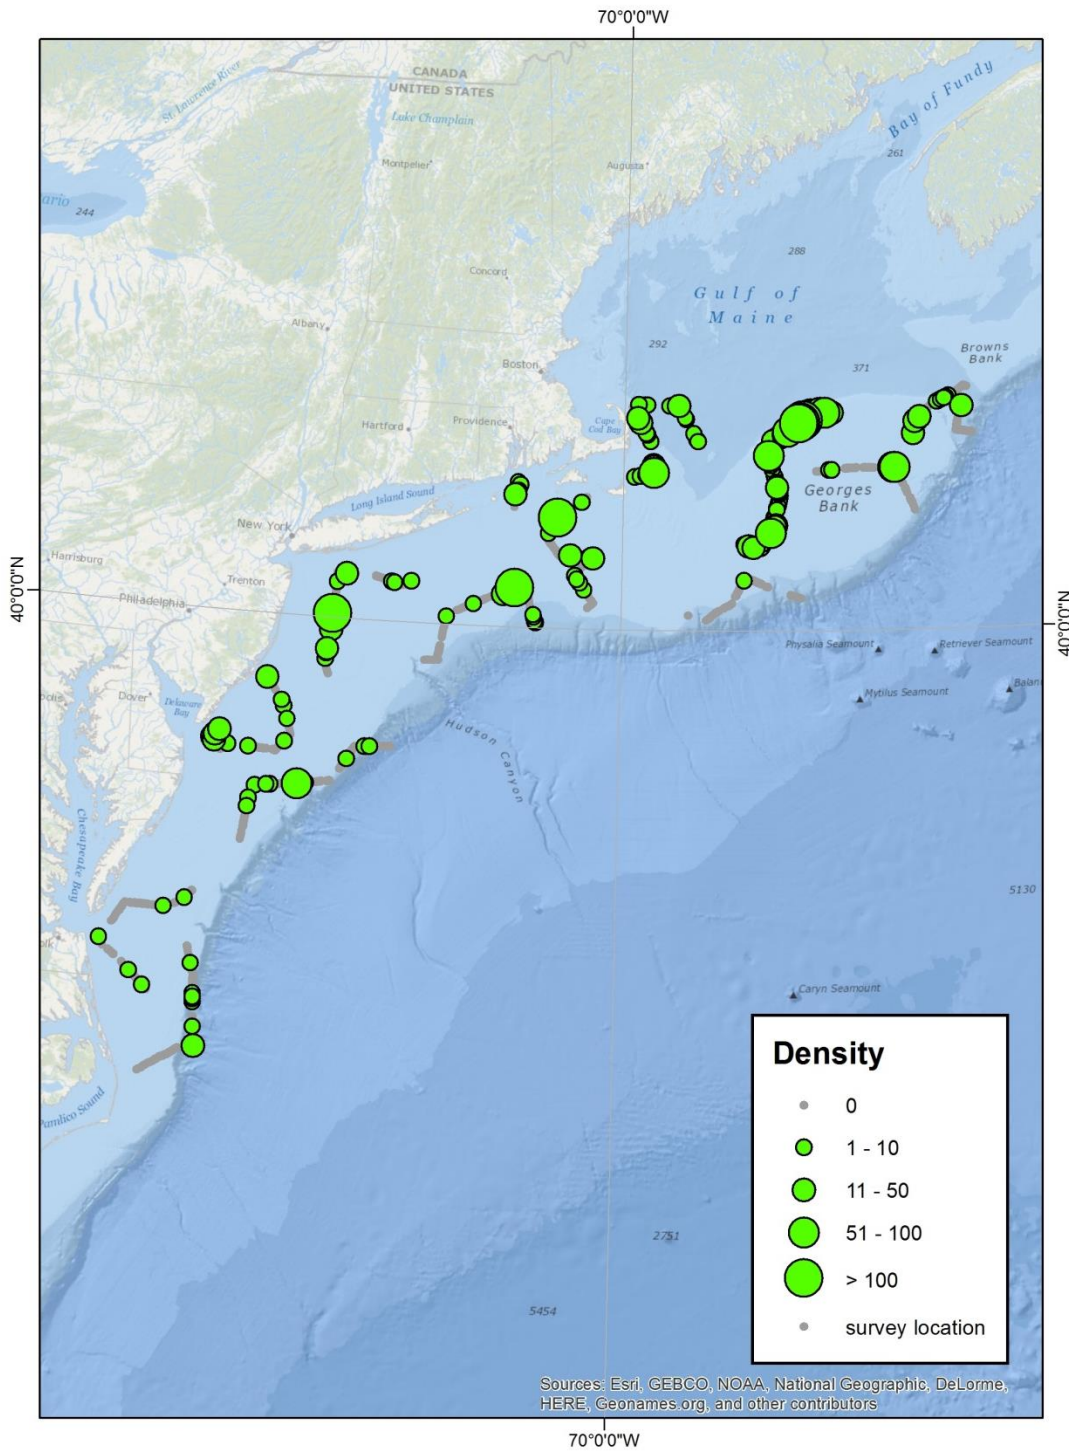 70°0'0"W
CANADA
UNITED STATES
St. Lawrence River
Lake Champlain
Bay of Fundy
261
Montpelier
Augusta
ario
244
288
Concord
Gulf of
Maine
Albany
292
Browns
Bank
371
Boston
Cape
Cod Bay
Hartford
Providence
Long Island Sound
Georges
Bank
New York
Harrisburg
Trenton
40°0'0"N
Philadelphia
40°0'0"N
Physalia Seamount
Retriever Seamount
Dover
Delaware
Bay
Mytilus Seamount
Balan
Hudson Canyon
Chesapeake Bay
5130
olk
Caryn Seamount
Density
0
1 - 10
Pamlico Sound
11 - 50
51 - 100
2751
> 100
5454
survey location
Sources: Esri, GEBCO, NOAA, National Geographic, DeLorme,
HERE, Geonames.org, and other contributors
70°0'0"W